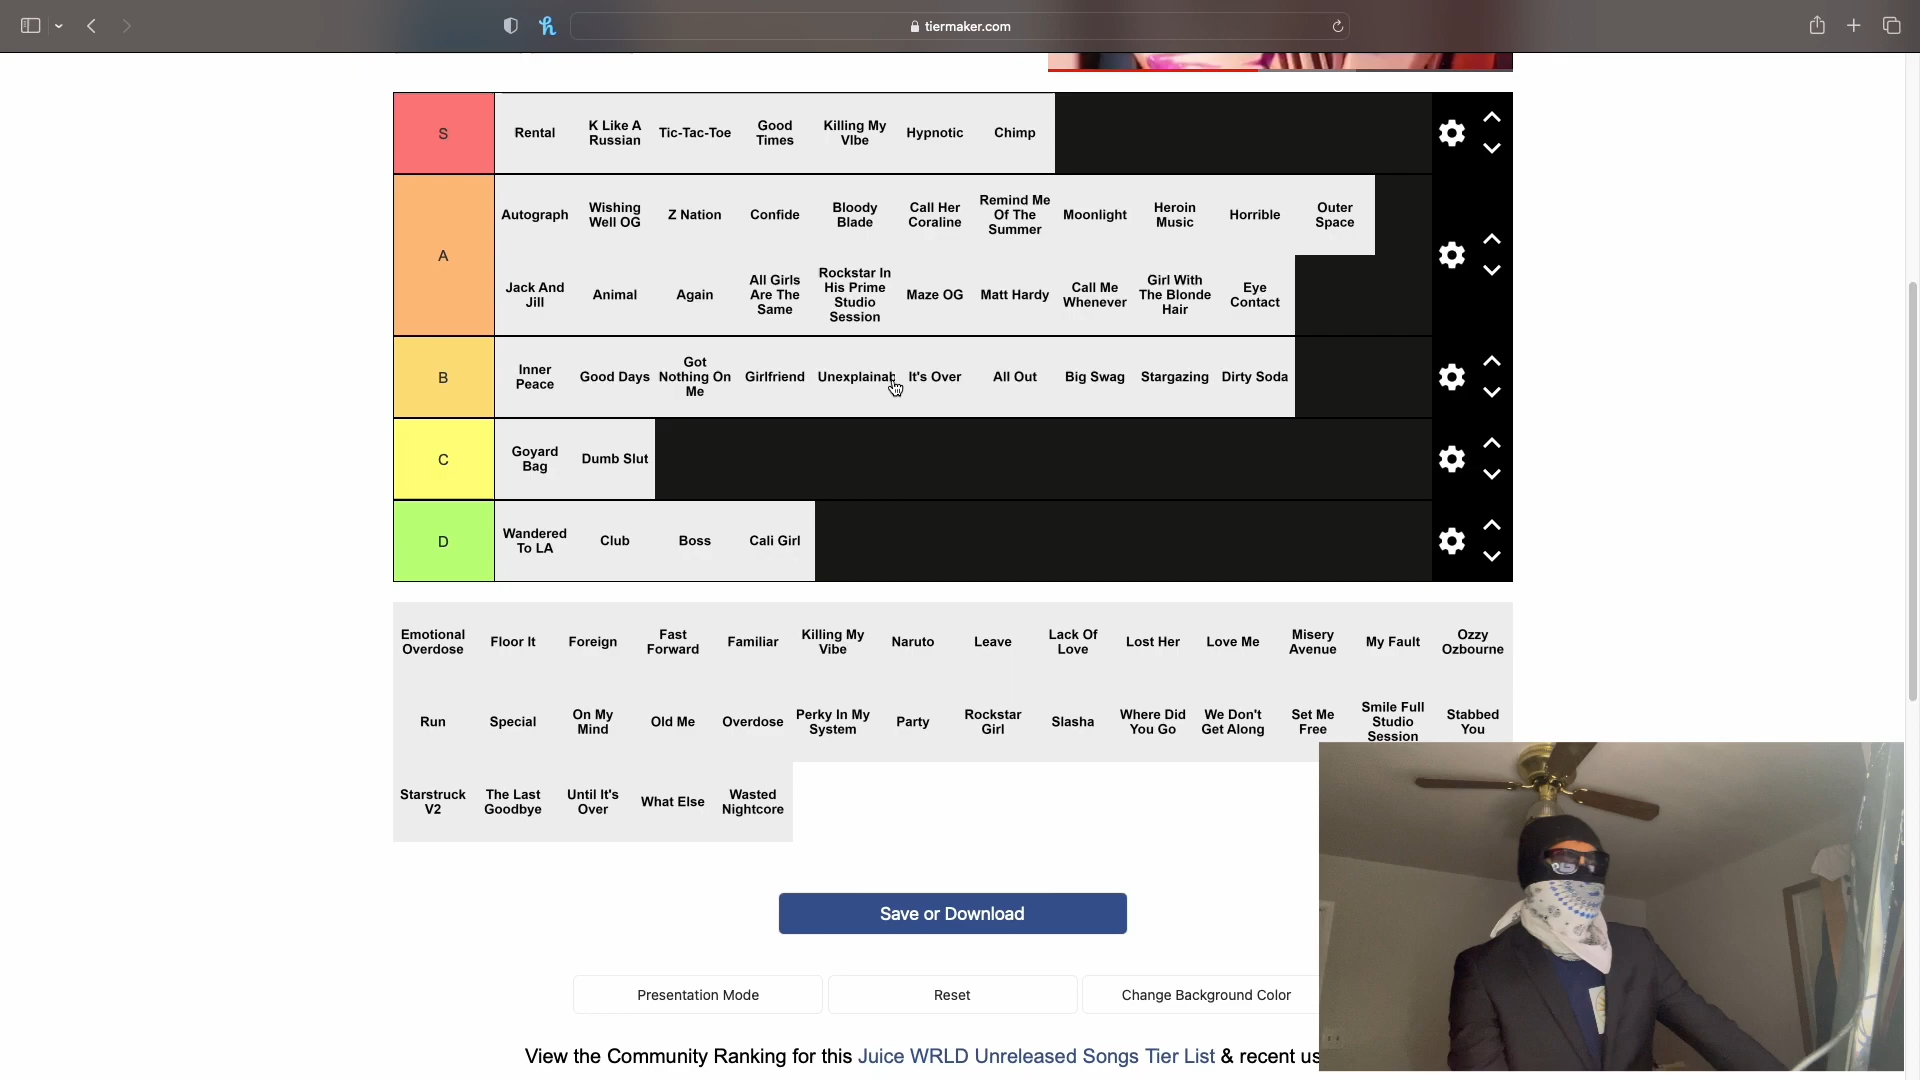 tiermaker.com
S
Rental
K Like A
Russian
Tic-Tac-Toe
Good
Times
Killing My
VIbe
Hypnotic
Chimp
A
Autograph
Wishing
Well OG
Z Nation
Confide
Bloody
Blade
Call Her
Coraline
Remind Me
Of The
Summer
Moonlight
Heroin
Music
Horrible
Outer
Space
Jack And
Jill
Animal
Again
All Girls
Are The
Same
Rockstar In
His Prime
Studio
Session
Maze OG
Matt Hardy
Call Me
Whenever
Girl With
The Blonde
Hair
Eye
Contact
B
Inner
Peace
Good Days
Got
Nothing On
Me
Girlfriend
Unexplainab
It's Over
All Out
Big Swag
Stargazing
Dirty Soda
C
Goyard
Bag
Dumb Slut
D
Wandered
To LA
Club
Boss
Cali Girl
Emotional
Overdose
Floor It
Foreign
Fast
Forward
Familiar
Killing My
Vibe
Naruto
Leave
Lack Of
Love
Lost Her
Love Me
Misery
Avenue
My Fault
Ozzy
Ozbourne
Run
Special
On My
Mind
Old Me
Overdose
Perky In My
System
Party
Rockstar
Girl
Slasha
Where Did
You Go
We Don't
Get Along
Set Me
Free
Smile Full
Studio
Session
Stabbed
You
Starstruck
V2
The Last
Goodbye
Until It's
Over
What Else
Wasted
Nightcore
Save or Download
Presentation Mode
Reset
Change Background Color
View the Community Ranking for this Juice WRLD Unreleased Songs Tier List & recent us